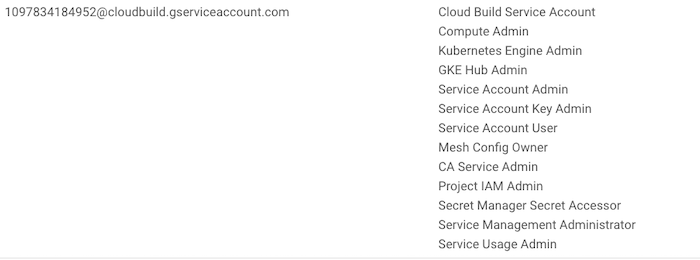 1097834184952@cloudbuild.gserviceaccount.com
Cloud Build Service Account
Compute Admin
Kubernetes Engine Admin
GKE Hub Admin
Service Account Admin
Service Account Key Admin
Service Account User
Mesh Config Owner
CA Service Admin
Project IAM Admin
Secret Manager Secret Accessor
Service Management Administrator
Service Usage Admin